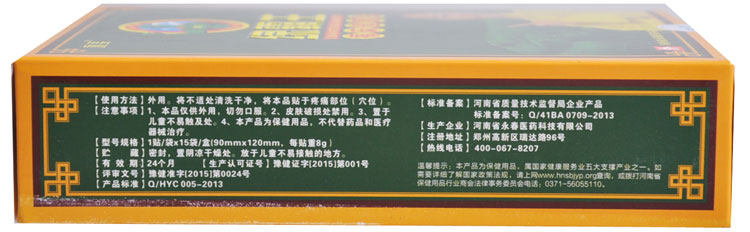 【使用方法】外用。将不适处清洗干净，将本品贴于疼痛部位（穴位）。
【注意事项】1、本品仅供外用，切勿口服。2、皮肤破损处禁用。3、置于
儿童不易触及处。4、本产品为保健用品，不代替药品和医疗
器械治疗。
【型号规格】1贴/袋x15袋/盒(90mmx120mm，每贴重8g)
【贮 藏】密封，置阴凉干燥处。放于儿童不易接触的地方。
【有 效 期】24个月 【生产许可证号】豫健证字[2015]第001号
【评审文号】豫健准字[2015]第0024号
【产品标准】Q/HYC 005-2013
【标准备案】河南省质量技术监督局企业产品
标准备案号：Q/41BA 0709-2013
【生产企业】河南省永春医药科技有限公司
【注册地址】郑州高新区瑞达路96号
【热线电话】400-067-8207
温馨提示：本产品为保健用品，属国家健康服务业五大支撑产业之一。如
需要详细了解国家政策法规，请上网www.hnsbjyp.org查询，或拨打河南省
保健用品行业商会法律事务委员会电话：0371-56055110。